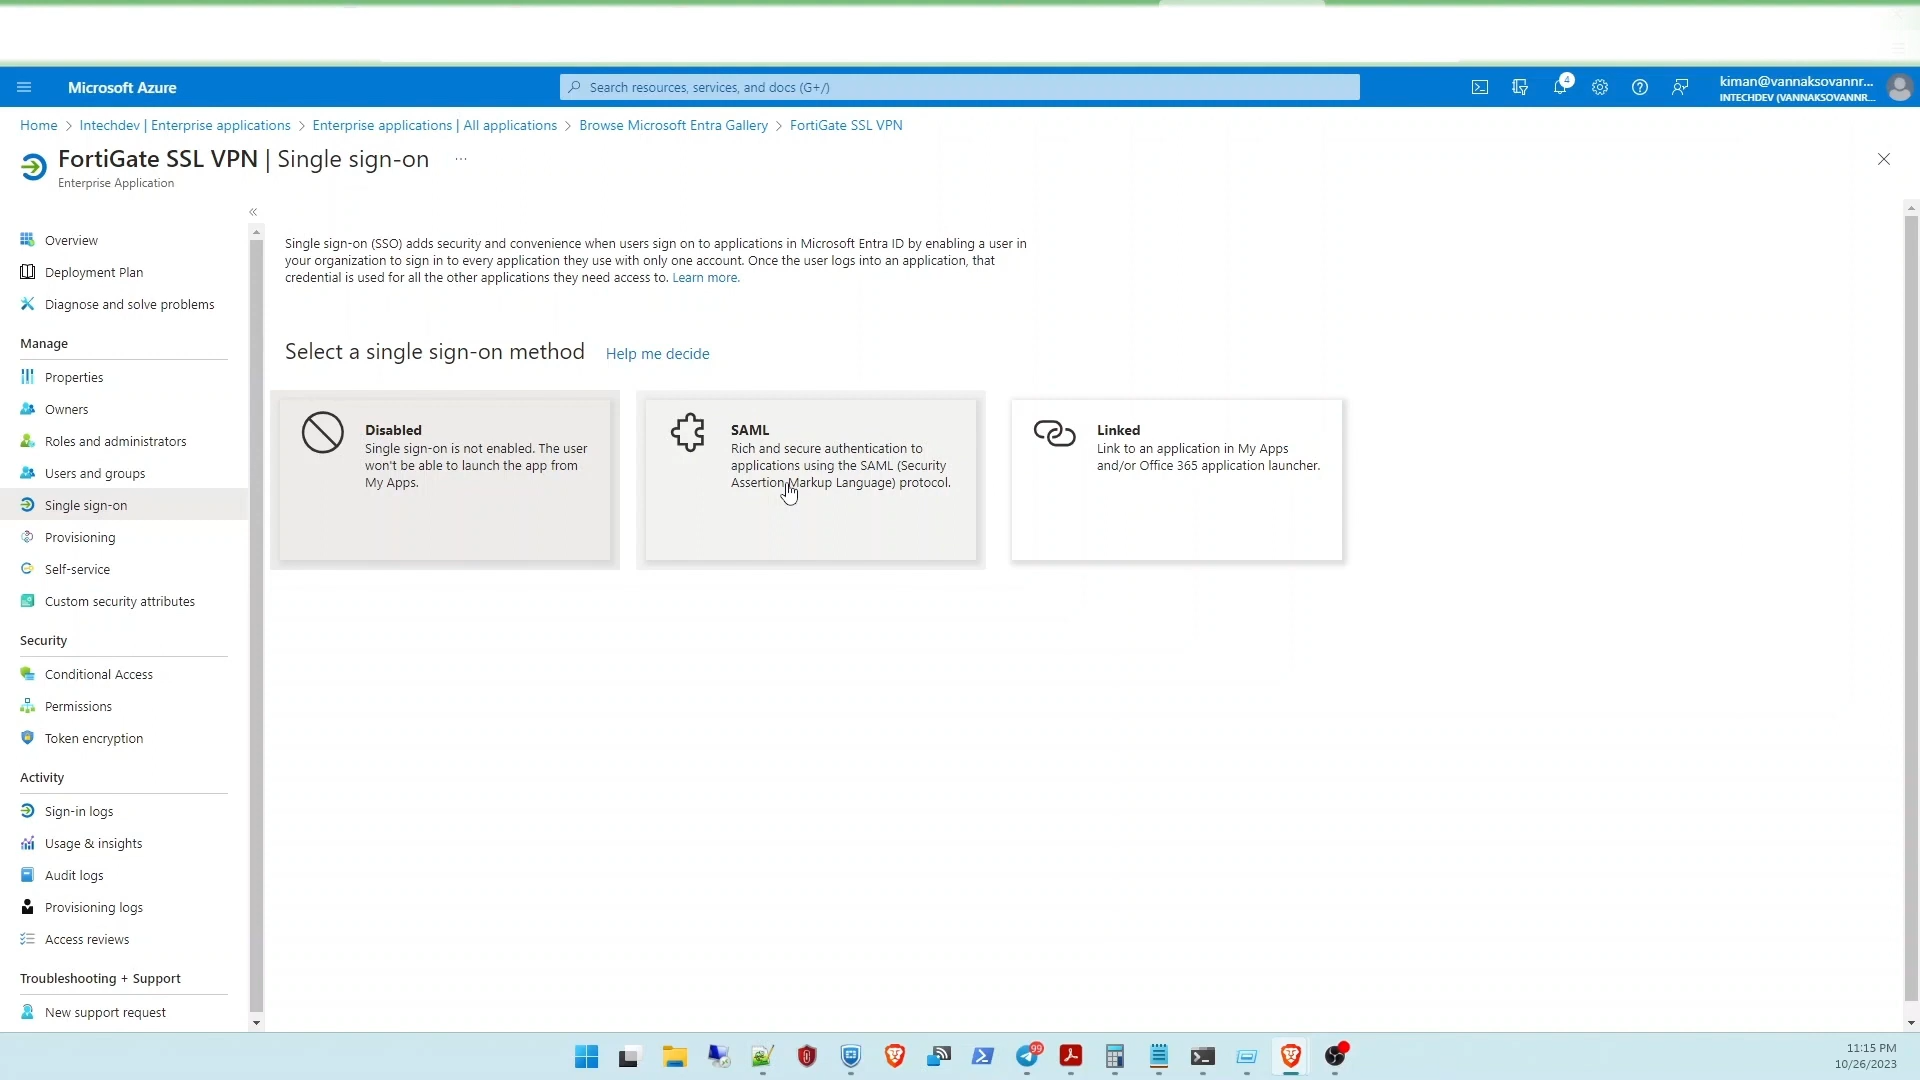 Microsoft Azure
Search resources, services, and docs (G+/)
4
kiman@vannaksovannr...
INTECHDEV (VANNAKSOVANNR...
Home > Intechdev | Enterprise applications > Enterprise applications | All applications > Browse Microsoft Entra Gallery > FortiGate SSL VPN
FortiGate SSL VPN | Single sign-on ...
Enterprise Application
Overview
Deployment Plan
Diagnose and solve problems
Manage
Properties
Owners
Roles and administrators
Users and groups
Single sign-on
Provisioning
Self-service
Custom security attributes
Security
Conditional Access
Permissions
Token encryption
Activity
Sign-in logs
Usage & insights
Audit logs
Provisioning logs
Access reviews
Troubleshooting + Support
New support request
Single sign-on (SSO) adds security and convenience when users sign on to applications in Microsoft Entra ID by enabling a user in
your organization to sign in to every application they use with only one account. Once the user logs into an application, that
credential is used for all the other applications they need access to. Learn more.
Select a single sign-on method Help me decide
Disabled
Single sign-on is not enabled. The user
won't be able to launch the app from
My Apps.
SAML
Rich and secure authentication to
applications using the SAML (Security
Assertion Markup Language) protocol.
Linked
Link to an application in My Apps
and/or Office 365 application launcher.
99
11:15 PM
10/26/2023